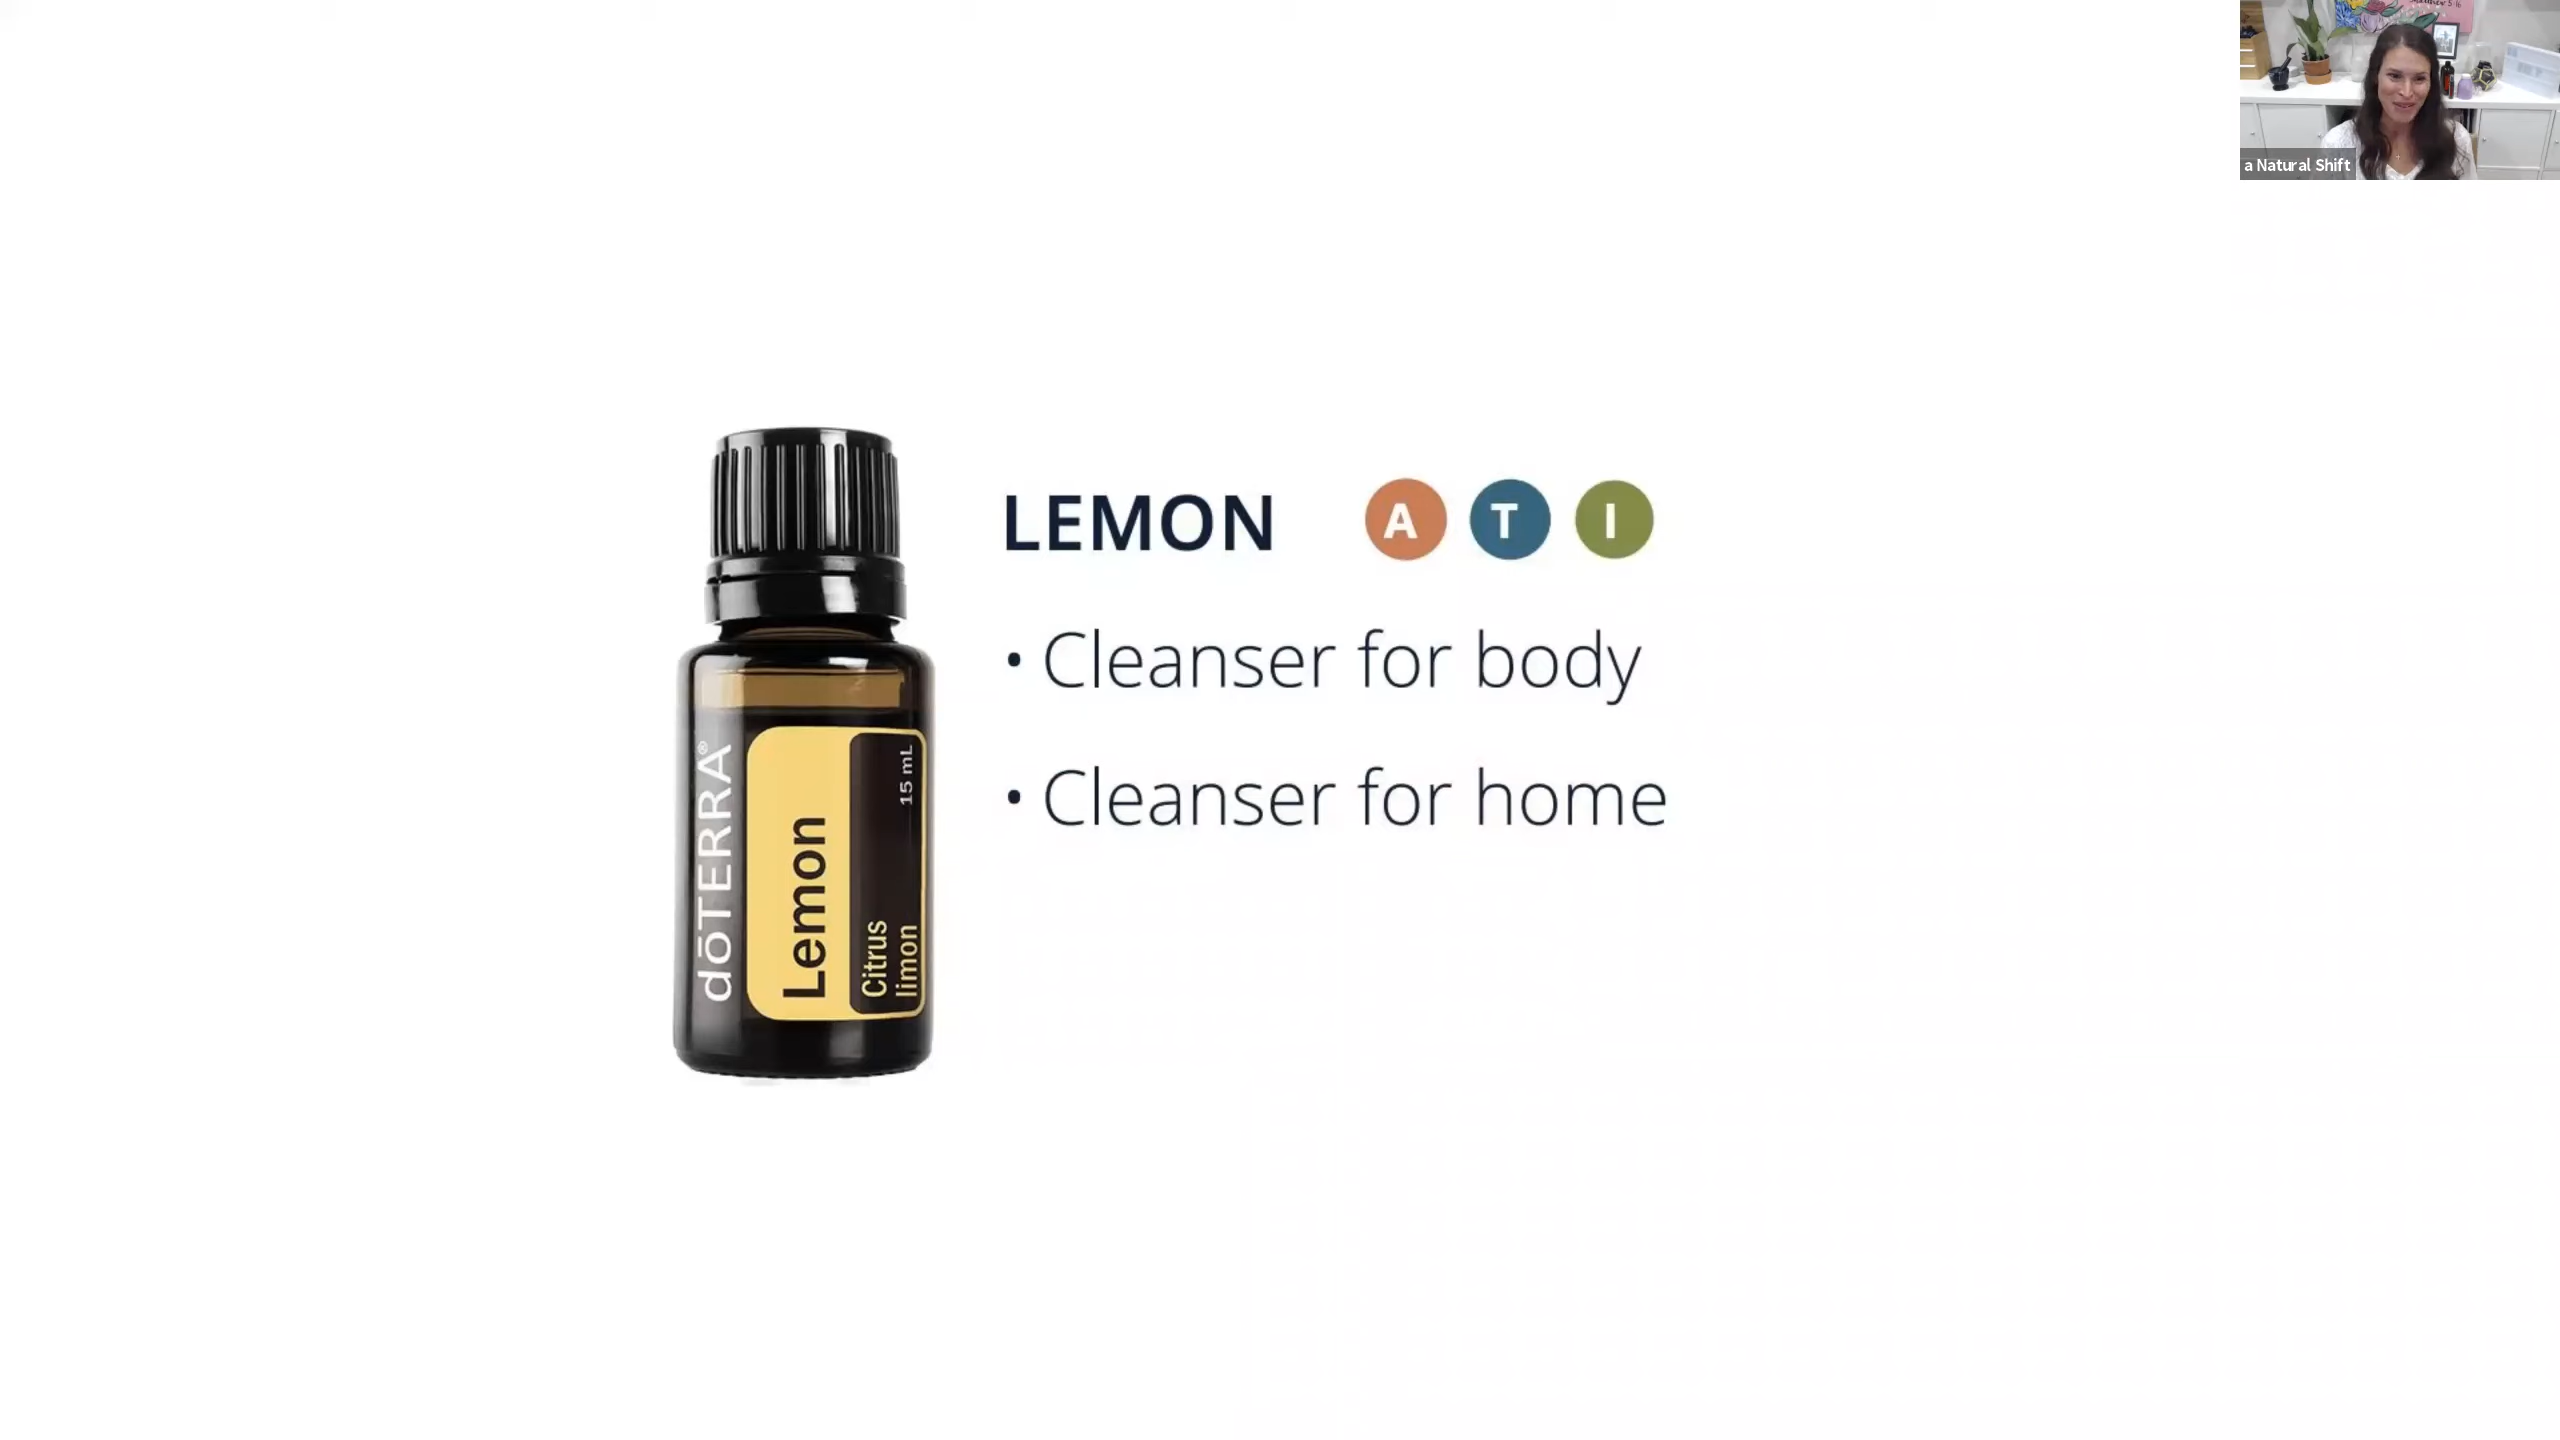 a Natural Shift
LEMON A T I
• Cleanser for body
• Cleanser for home
dōTERRA®
Lemon
Citrus
limon
15 mL